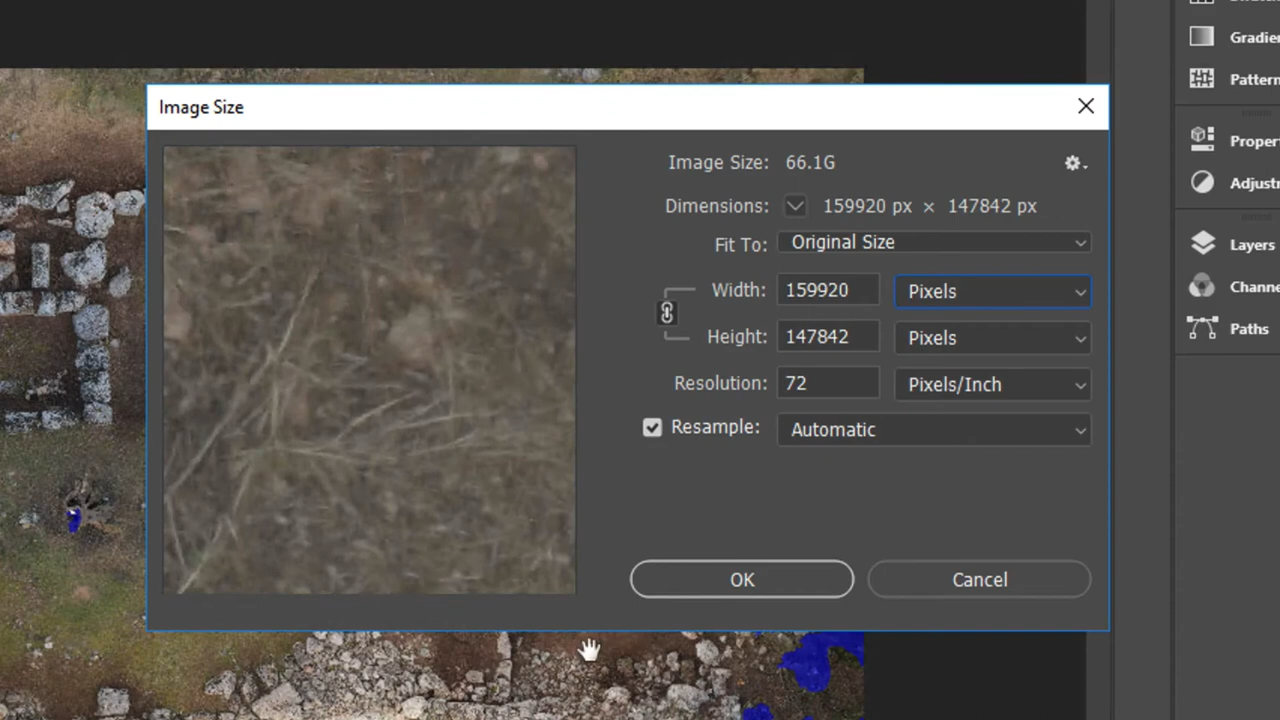 Image Size
Image Size: 66.1G
Dimensions: 159920 px × 147842 px
Fit To: Original Size
Width: 159920 Pixels
Height: 147842 Pixels
Resolution: 72 Pixels/Inch
Resample: Automatic
OK Cancel
Gradie
Pattern
Proper
Adjust
Layers
Channe
Paths